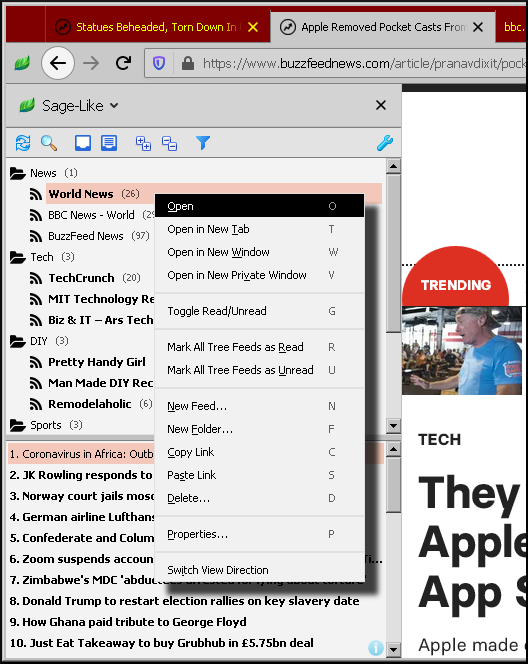 Statues Beheaded, Torn Down In
Apple Removed Pocket Casts From
bbc.
https://www.buzzfeednews.com/article/pranavdixit/pock
Sage-Like
News (1)
World News (26)
BBC News - World
BuzzFeed News (97)
Tech (3)
TechCrunch (20)
MIT Technology Re
Biz & IT – Ars Tech
DIY (3)
Pretty Handy Girl
Man Made DIY Rec
Remodelaholic (6)
Sports (3)
Open O
Open in New Tab T
Open in New Window W
Open in New Private Window V
Toggle Read/Unread G
Mark All Tree Feeds as Read R
Mark All Tree Feeds as Unread U
New Feed... N
New Folder... F
Copy Link C
Paste Link S
Delete... D
Properties... P
Switch View Direction
1. Coronavirus in Africa: Outb
2. JK Rowling responds to
3. Norway court jails mosq
4. German airline Lufthans
5. Confederate and Colum
6. Zoom suspends accoun Ti...
7. Zimbabwe's MDC 'abductees arrested for lying about torture'
8. Donald Trump to restart election rallies on key slavery date
9. How Ghana paid tribute to George Floyd
10. Just Eat Takeaway to buy Grubhub in £5.75bn deal
TRENDING
TECH
They
Apple
App S
Apple made